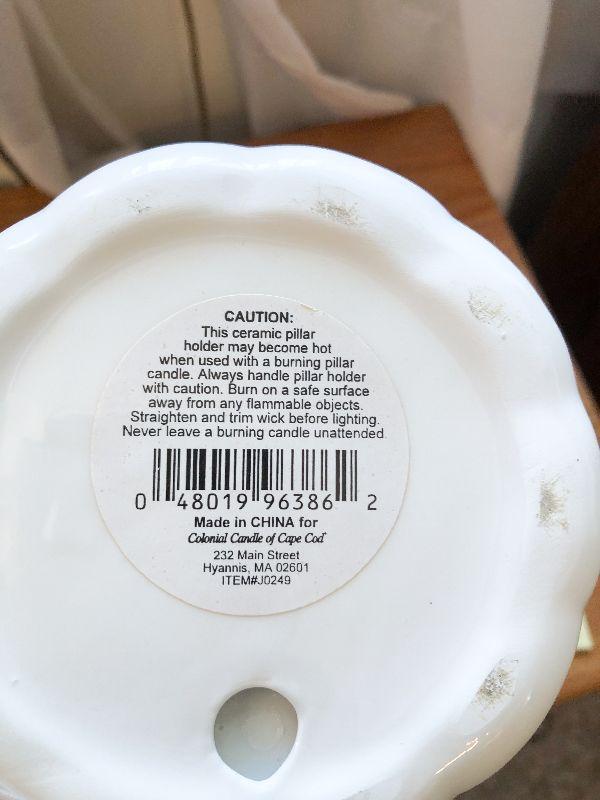 CAUTION:
This ceramic pillar
holder may become hot
when used with a burning pillar
candle. Always handle pillar holder
with caution. Burn on a safe surface
away from any flammable objects.
Straighten and trim wick before lighting.
Never leave a burning candle unattended.
0 48019 96386 2
Made in CHINA for
Colonial Candle of Cape Cod®
232 Main Street
Hyannis, MA 02601
ITEM#J0249